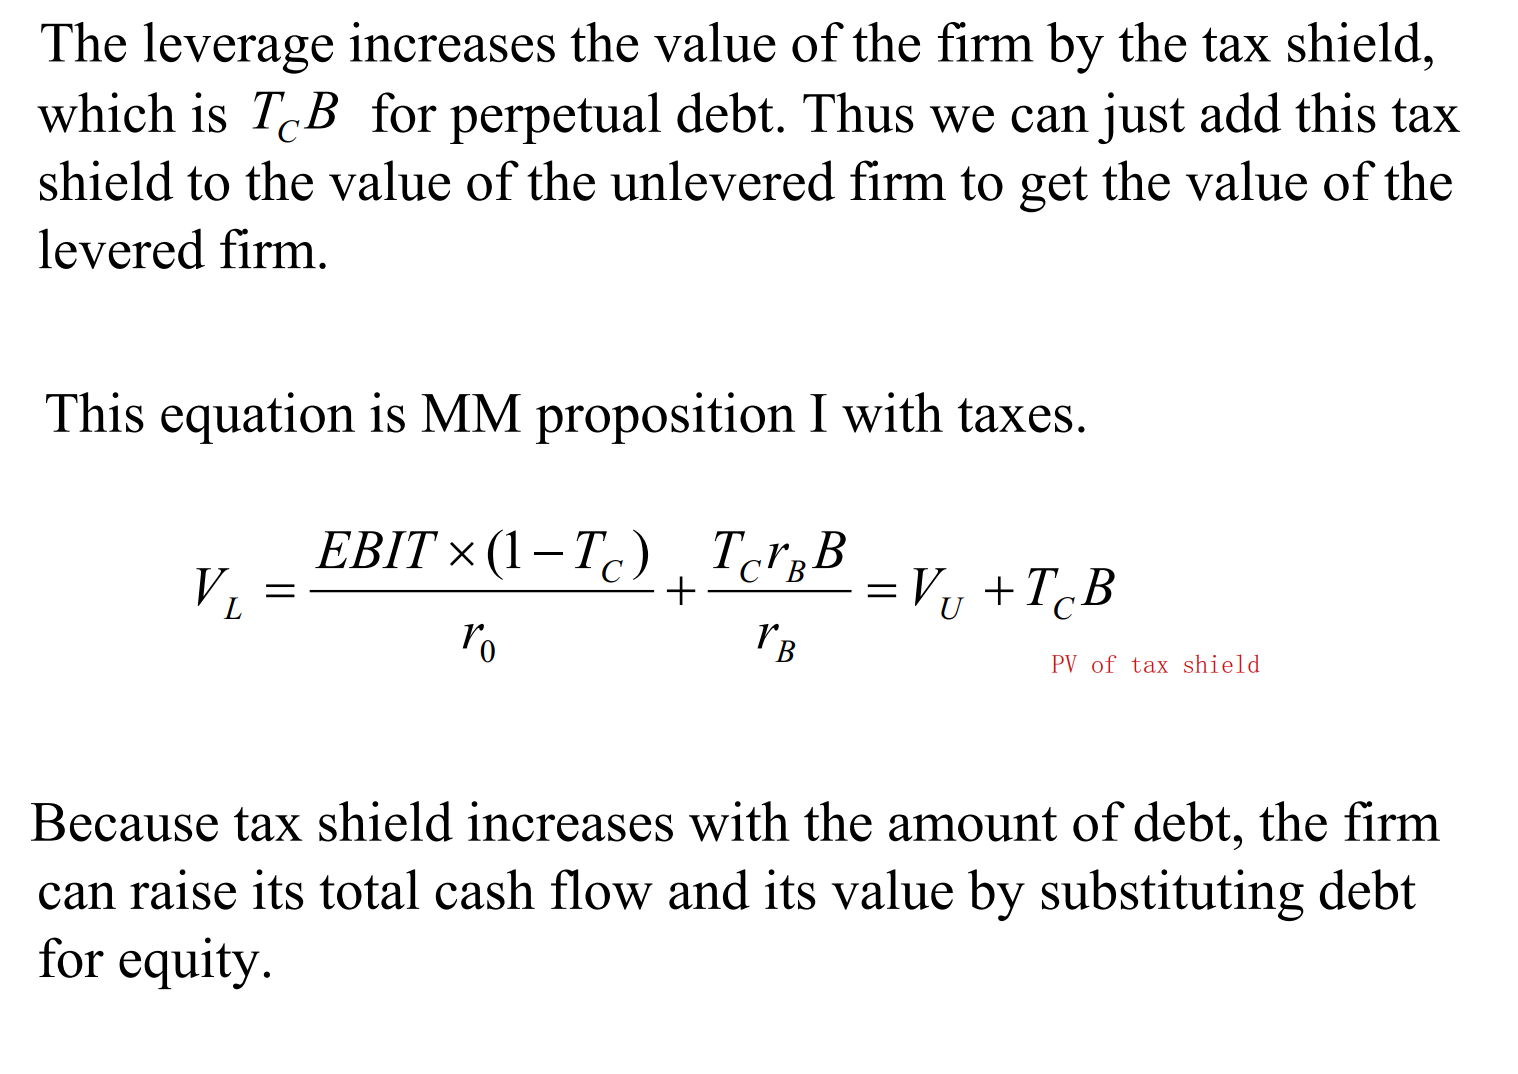 The leverage increases the value of the firm by the tax shield,
which is T_C B for perpetual debt. Thus we can just add this tax
shield to the value of the unlevered firm to get the value of the
levered firm.
This equation is MM proposition I with taxes.
V_L = \frac{EBIT × (1 − T_C)}{r_0} + \frac{T_C r_B B}{r_B} = V_U + T_C B
PV of tax shield
Because tax shield increases with the amount of debt, the firm
can raise its total cash flow and its value by substituting debt
for equity.